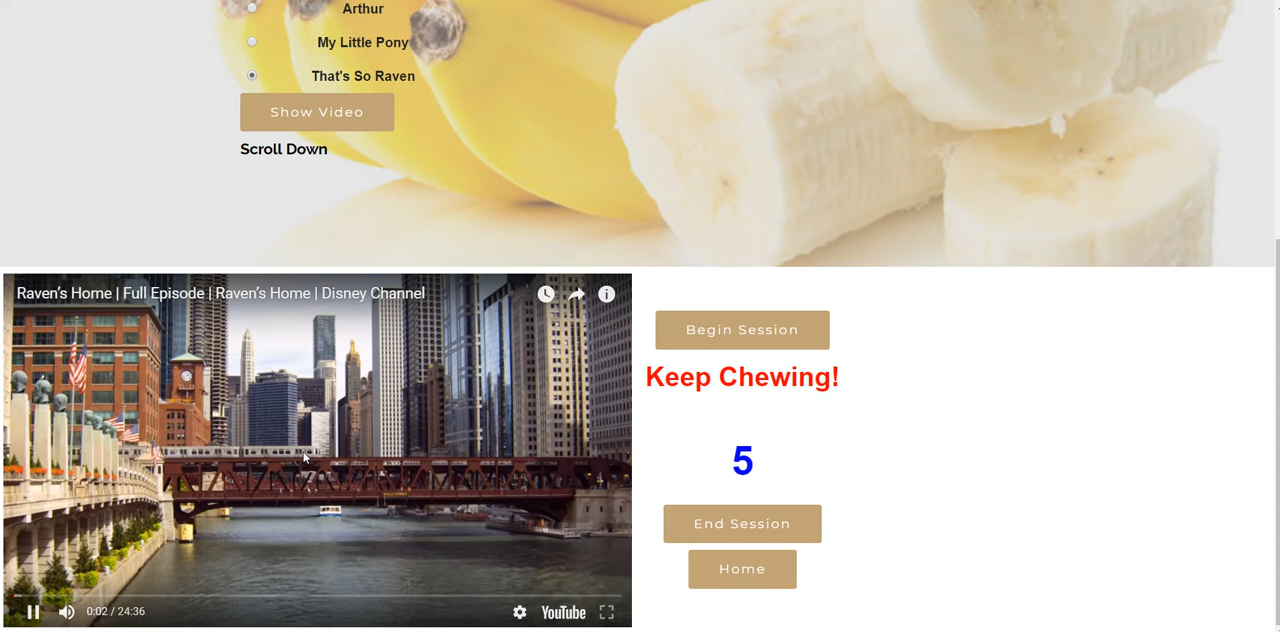 Arthur
My Little Pony
That's So Raven
Show Video
Scroll Down
Raven’s Home | Full Episode | Raven’s Home | Disney Channel
Begin Session
Keep Chewing!
5
End Session
Home
0:02 / 24:36
YouTube